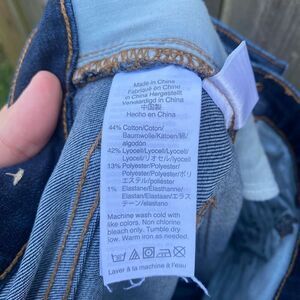 Made in China
Fabriqué en Chine
In China Hergestellt
Vervaardigd in China
中国製
Hecho en China
44% Cotton/Coton/
Baumwolle/Katoen/綿/
algodón
42% Lyocell/Lyocell/Lyocell/
Lyocell/リオセル/lyocell
13% Polyester/Polyester/
Polyester/Polyester/ポリ
エステル/poliéster
1% Elastane/Élasthanne/
Elastan/Elastaan/エラス
テーン/elastano
Machine wash cold with
like colors. Non chlorine
bleach only. Tumble dry
low. Warm iron as needed.
Laver à la machine à l'eau